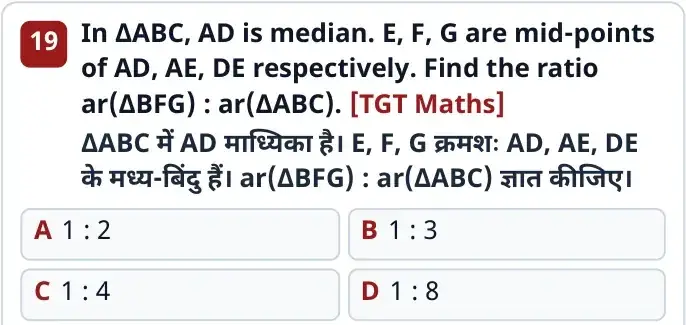 19 In ΔABC, AD is median. E, F, G are mid-points
of AD, AE, DE respectively. Find the ratio
ar(ΔBFG) : ar(ΔABC). [TGT Maths]
ΔABC में AD माध्यिका है। E, F, G क्रमशः AD, AE, DE
के मध्य-बिंदु हैं। ar(ΔBFG) : ar(ΔABC) ज्ञात कीजिए।
A 1 : 2 B 1 : 3
C 1 : 4 D 1 : 8